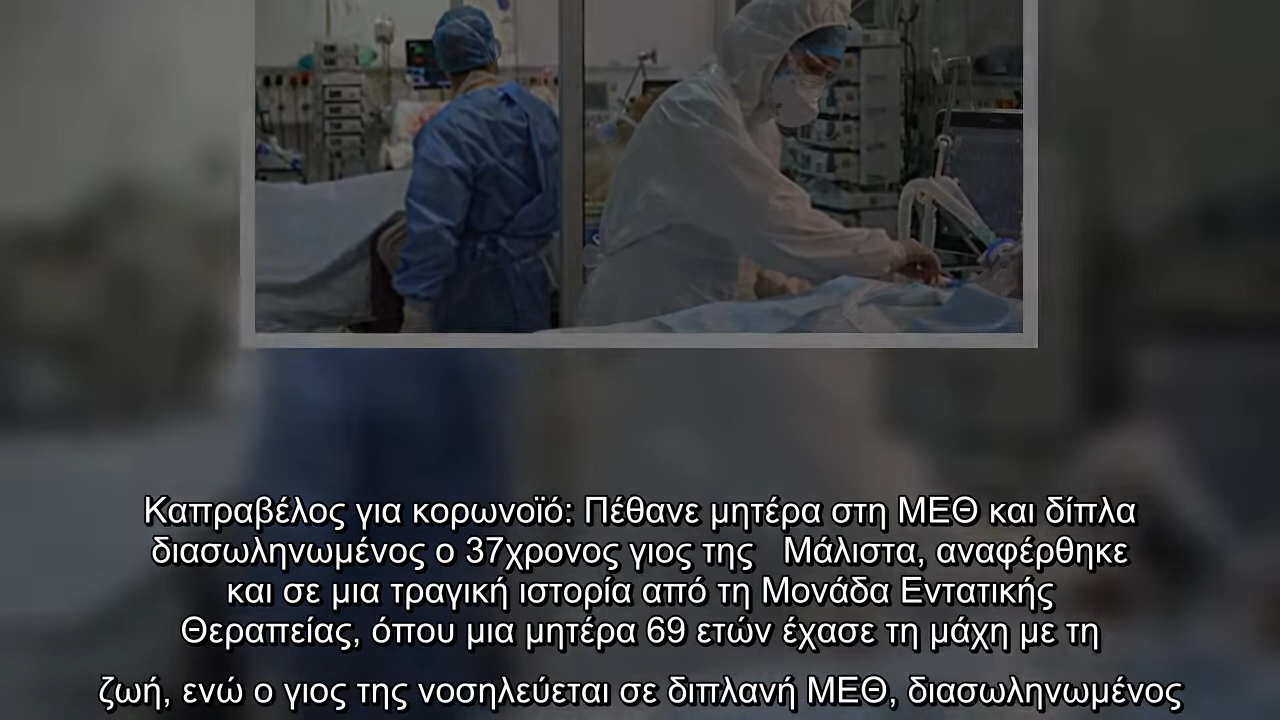 Καπραβέλος για κορωνοϊό: Πέθανε μητέρα στη ΜΕΘ και δίπλα
διασωληνωμένος ο 37χρονος γιος της   Μάλιστα, αναφέρθηκε
και σε μια τραγική ιστορία από τη Μονάδα Εντατικής
Θεραπείας, όπου μια μητέρα 69 ετών έχασε τη μάχη με τη
ζωή, ενώ ο γιος της νοσηλεύεται σε διπλανή ΜΕΘ, διασωληνωμένος